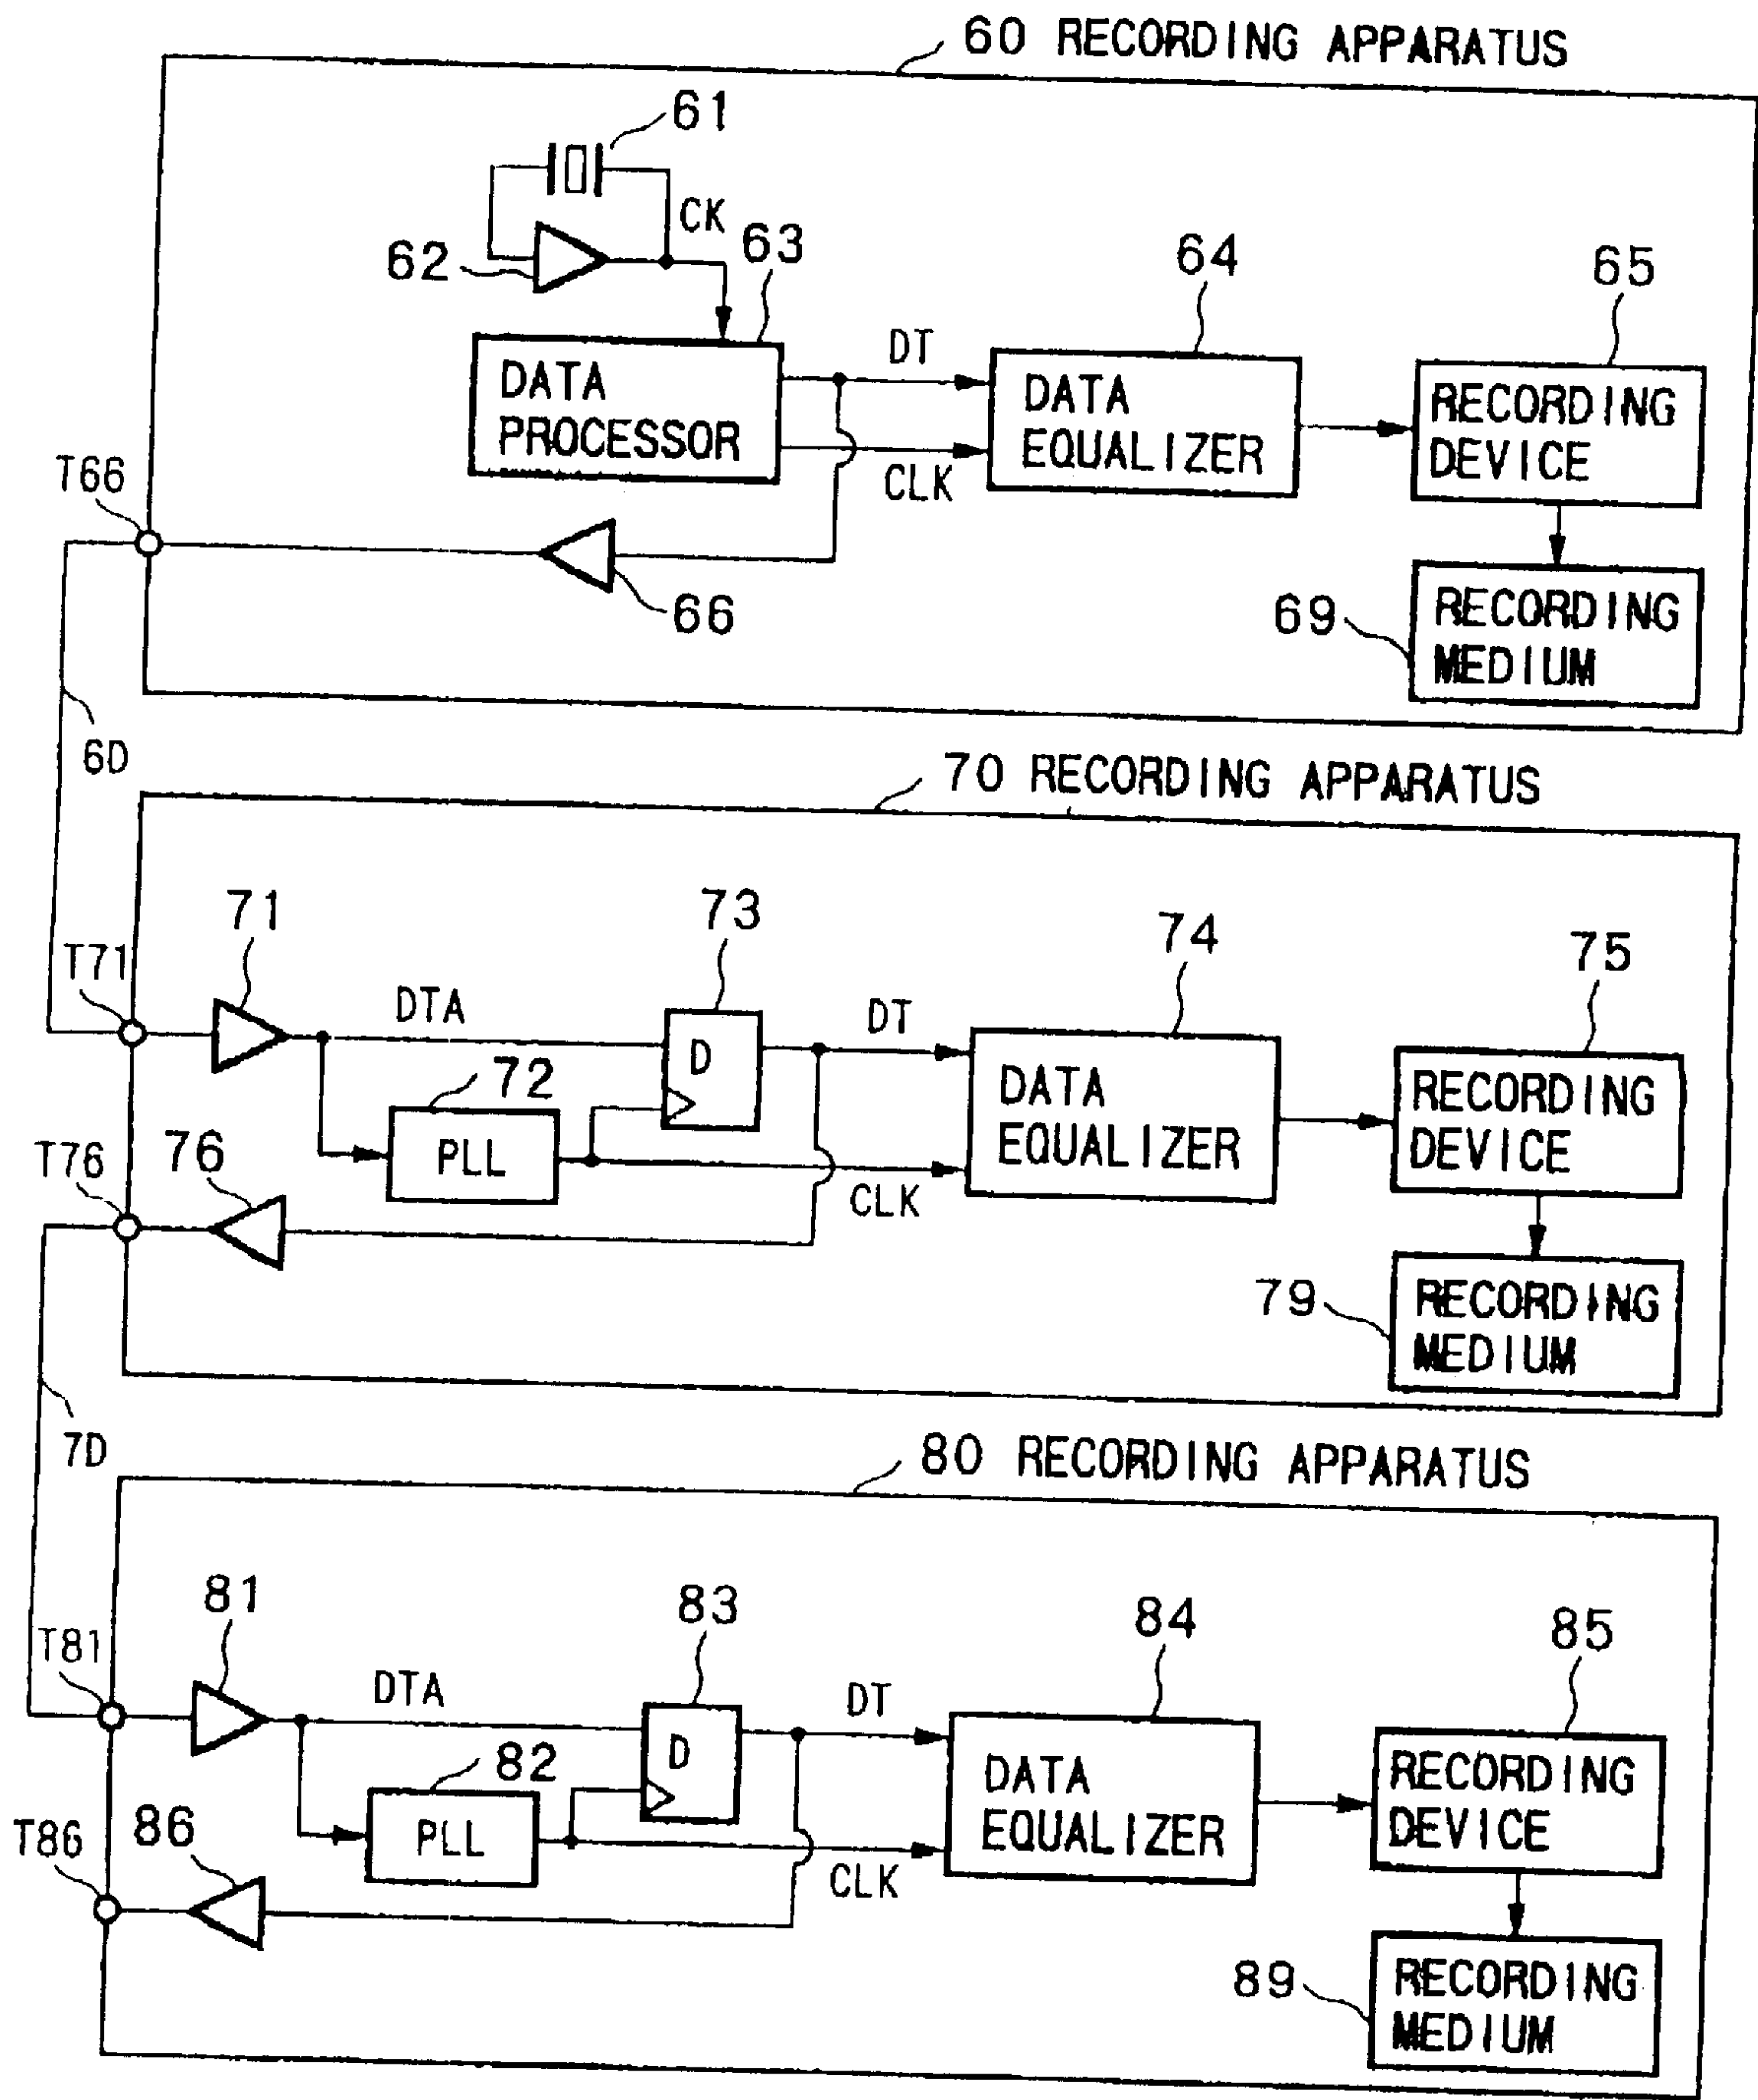 60 RECORDING APPARATUS
61
CK
62
63
64
65
DATA
PROCESSOR
DT
CLK
DATA
EQUALIZER
RECORDING
DEVICE
T66
66
69
RECORDING
MEDIUM
6D
70 RECORDING APPARATUS
71
73
74
75
T71
DTA
D
DT
72
PLL
DATA
EQUALIZER
RECORDING
DEVICE
T76
76
CLK
79
RECORDING
MEDIUM
7D
80 RECORDING APPARATUS
81
83
84
85
T81
DTA
D
DT
82
PLL
DATA
EQUALIZER
RECORDING
DEVICE
T86
86
CLK
89
RECORDING
MEDIUM